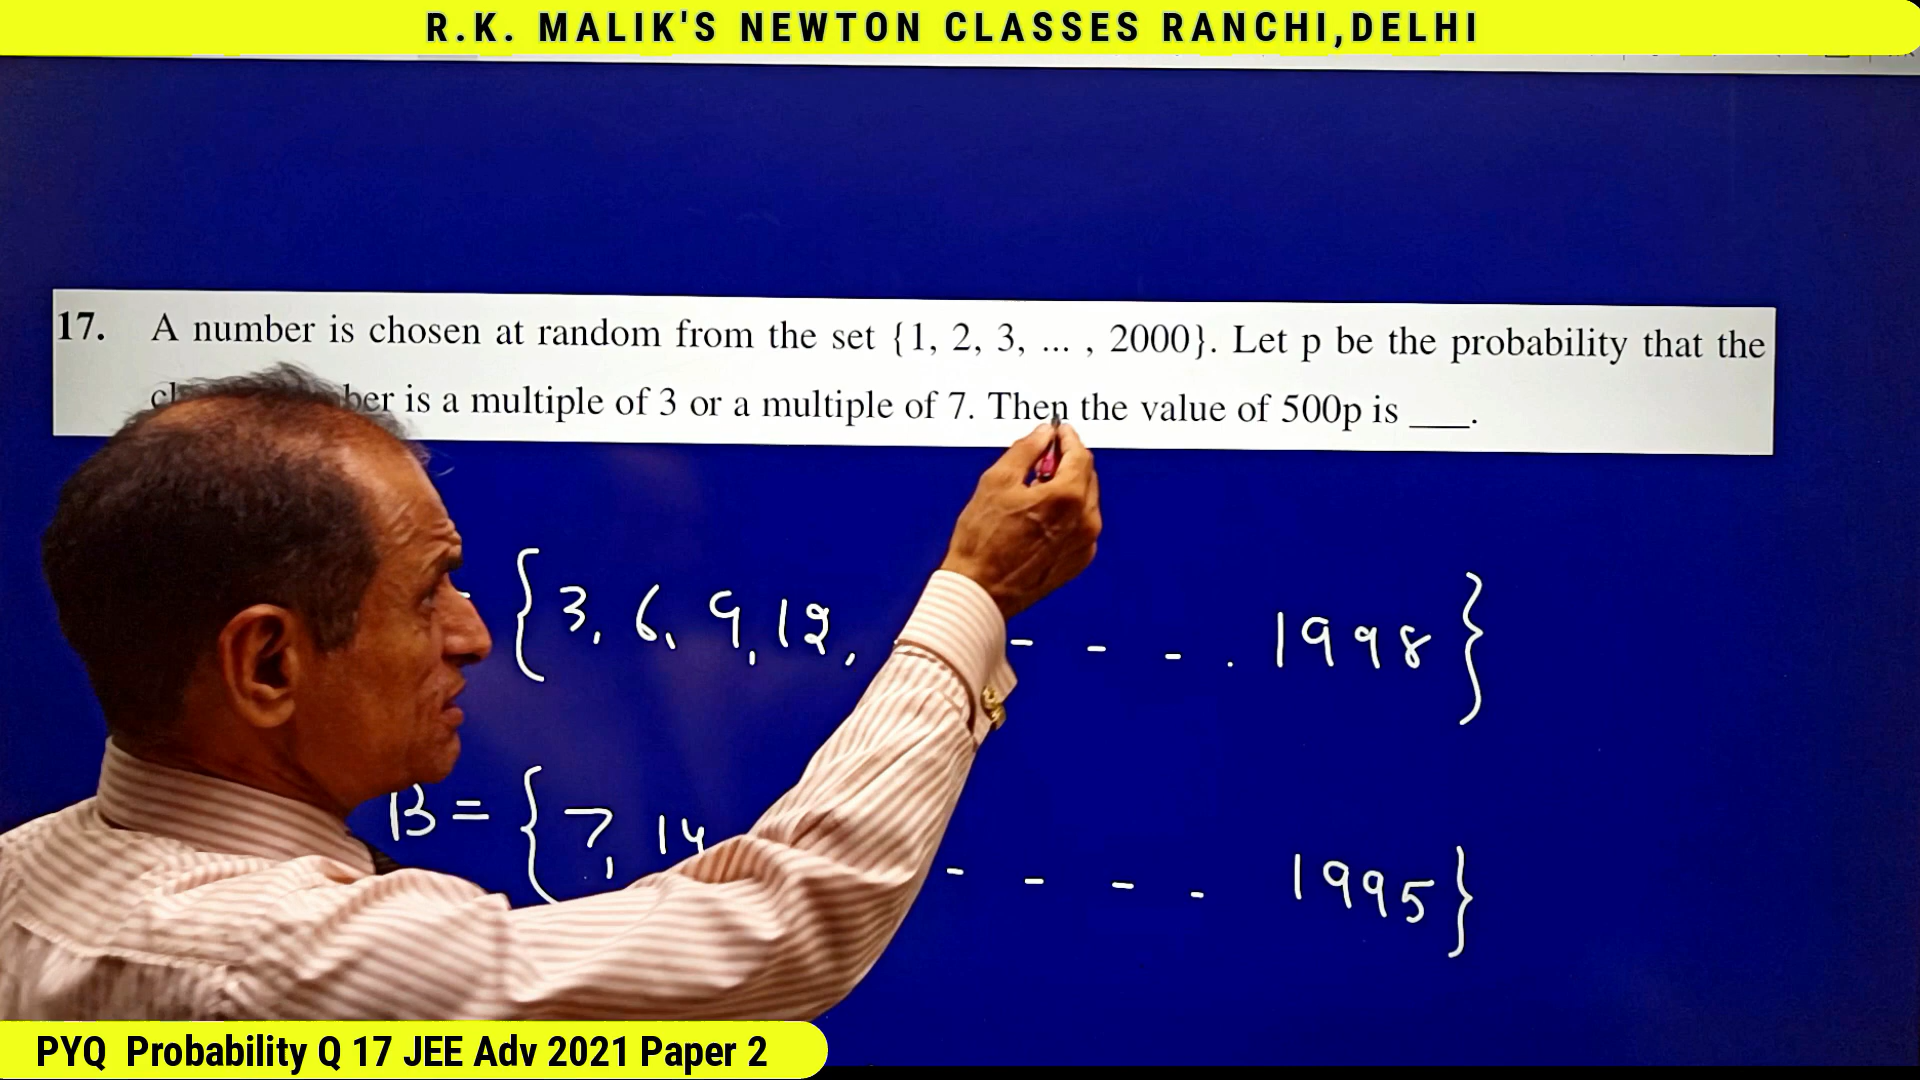 R.K. MALIK'S NEWTON CLASSES RANCHI,DELHI
17. A number is chosen at random from the set {1, 2, 3, ... , 2000}. Let p be the probability that the
is a multiple of 3 or a multiple of 7. Then the value of 500p is ___.
{3, 6, 9, 12, - - - . 1998}
B = {7, 14 - - - - 1995}
PYQ Probability Q 17 JEE Adv 2021 Paper 2